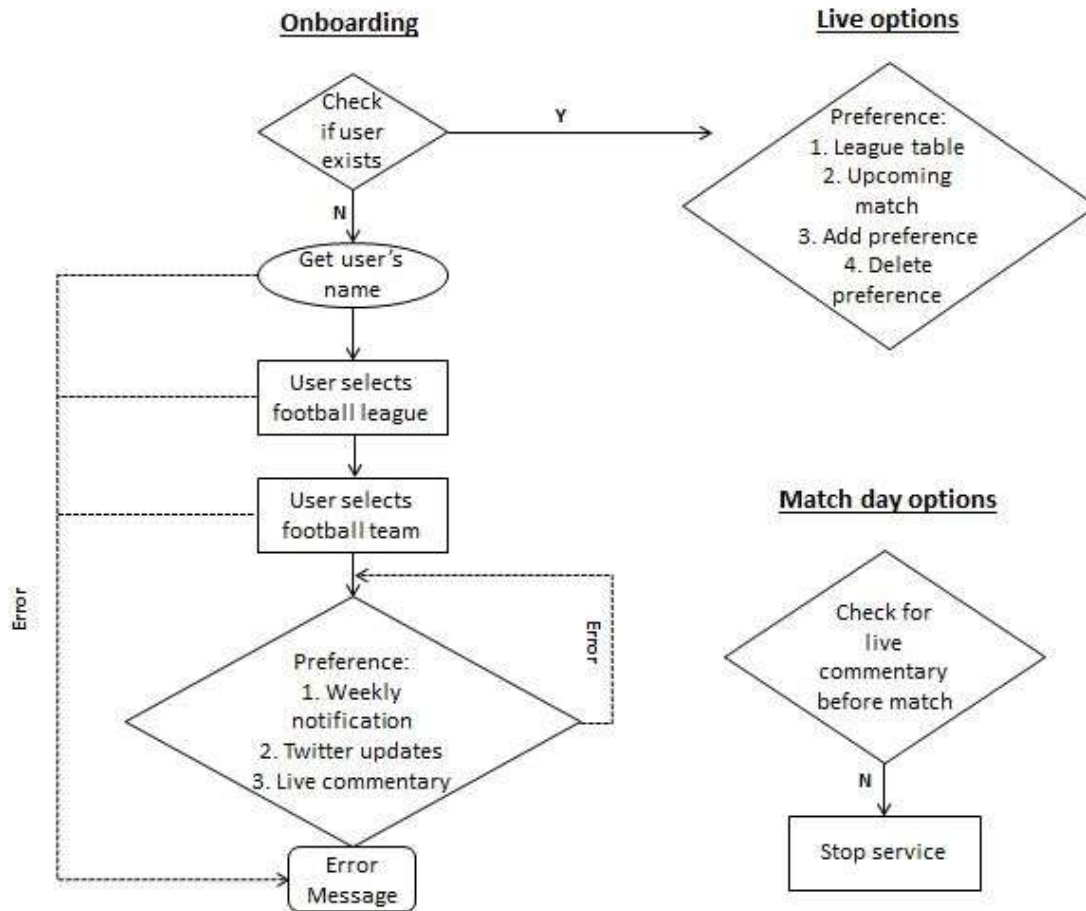 Onboarding
Check
if user
exists
Y
N
Get user's
name
User selects
football league
User selects
football team
Error
Error
Preference:
1. Weekly
notification
2. Twitter updates
3. Live commentary
Error
Message
Live options
Preference:
1. League table
2. Upcoming
match
3. Add preference
4. Delete
preference
Match day options
Check for
live
commentary
before match
N
Stop service